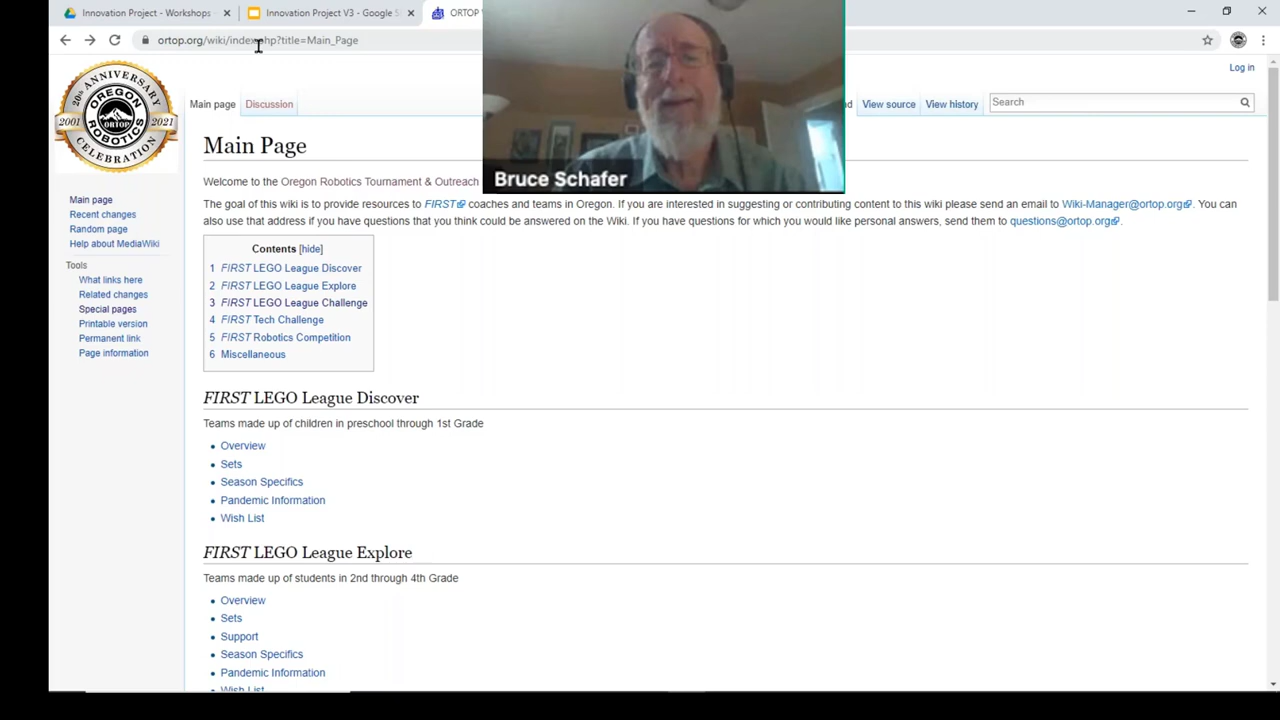 Innovation Project - Workshops
Innovation Project V3 - Google S
ORTOP
ortop.org/wiki/index.php?title=Main_Page
Log in
20th ANNIVERSARY
OREGON
ORTOP
ROBOTICS
2001 2021
CELEBRATION
Main page Discussion
View source View history Search
Main Page
Bruce Schafer
Welcome to the Oregon Robotics Tournament & Outreach
The goal of this wiki is to provide resources to FIRST coaches and teams in Oregon. If you are interested in suggesting or contributing content to this wiki please send an email to Wiki-Manager@ortop.org. You can
also use that address if you have questions that you think could be answered on the Wiki. If you have questions for which you would like personal answers, send them to questions@ortop.org.
Main page
Recent changes
Random page
Help about MediaWiki
Tools
What links here
Related changes
Special pages
Printable version
Permanent link
Page information
Contents [hide]
1 FIRST LEGO League Discover
2 FIRST LEGO League Explore
3 FIRST LEGO League Challenge
4 FIRST Tech Challenge
5 FIRST Robotics Competition
6 Miscellaneous
FIRST LEGO League Discover
Teams made up of children in preschool through 1st Grade
• Overview
• Sets
• Season Specifics
• Pandemic Information
• Wish List
FIRST LEGO League Explore
Teams made up of students in 2nd through 4th Grade
• Overview
• Sets
• Support
• Season Specifics
• Pandemic Information
• Wish List